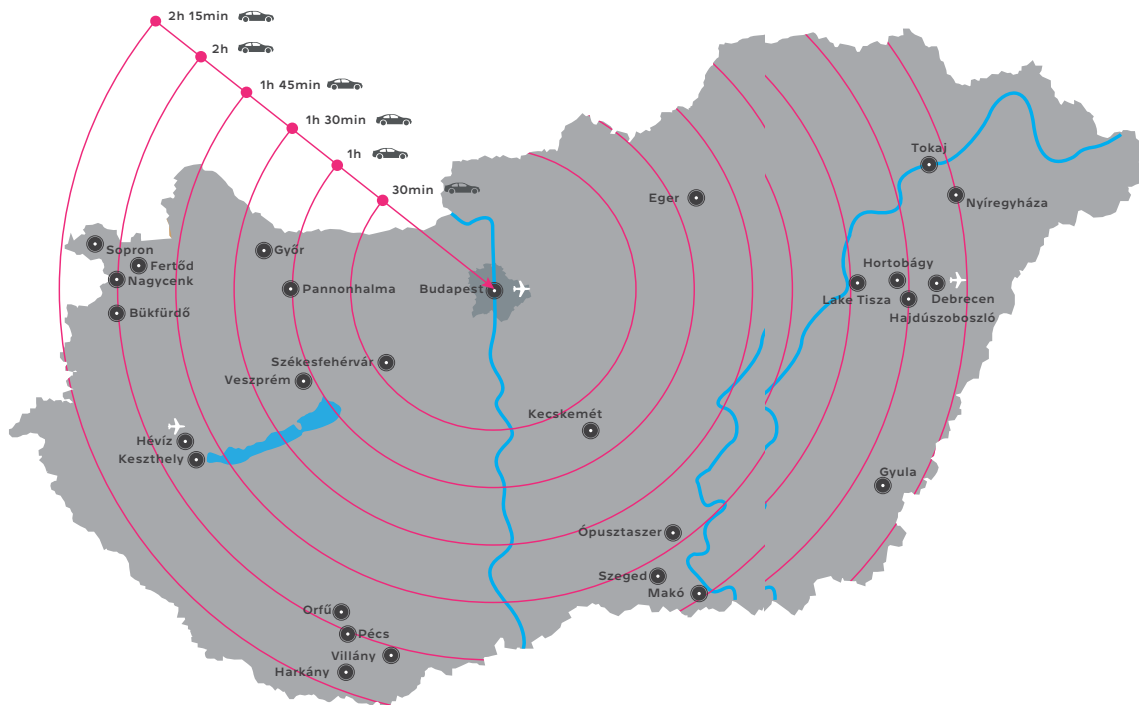 2h 15min
2h
1h 45min
1h 30min
1h
30min
Tokaj
Eger
Nyíregyháza
Sopron
Győr
Fertőd
Nagycenk
Hortobágy
Pannonhalma
Budapest
Lake Tisza
Debrecen
Hajdúszoboszló
Bükfürdő
Székesfehérvár
Veszprém
Kecskemét
Hévíz
Keszthely
Gyula
Ópusztaszer
Szeged
Makó
Orfű
Pécs
Villány
Harkány